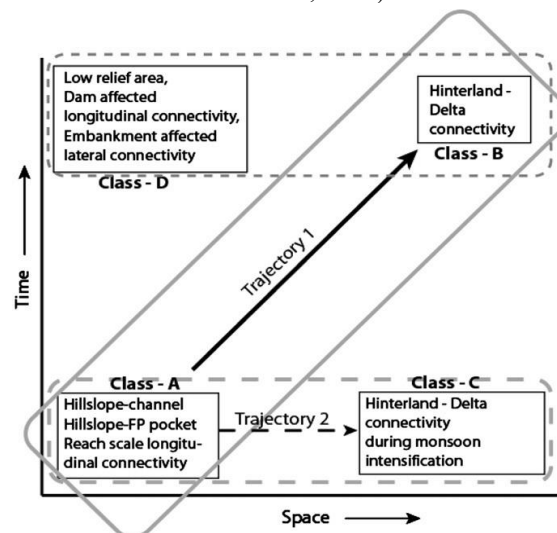 Low relief area,
Dam affected
longitudinal connectivity,
Embankment affected
lateral connectivity
Class - D
Hinterland -
Delta
connectivity
Class - B
Trajectory 1
Time
Class - A
Hillslope-channel
Hillslope-FP pocket
Reach scale longitu-
dinal connectivity
Trajectory 2
Class - C
Hinterland - Delta
connectivity
during monsoon
intensification
Space